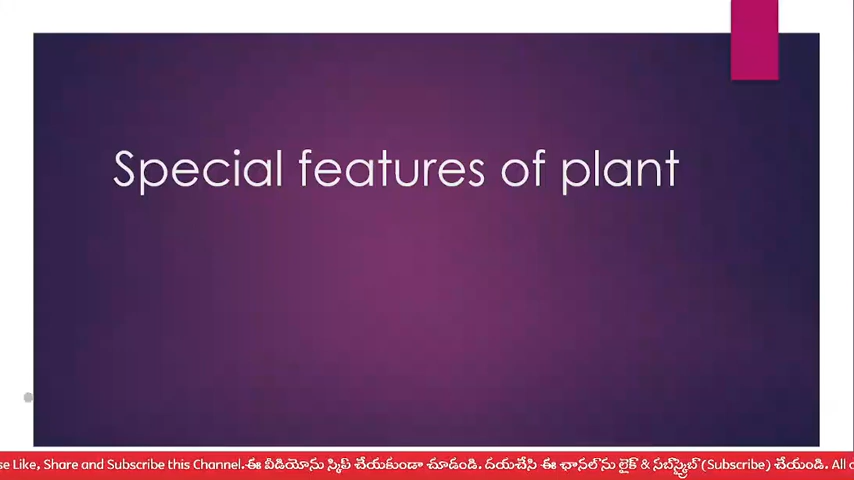 Special features of plant
se Like, Share and Subscribe this Channel.ఈ వీడియోను స్కిప్ చేయకుండా చూడండి. దయచేసి ఈ ఛానల్‌ను లైక్ & సబ్‌స్క్రైబ్(Subscribe) చేయండి. All